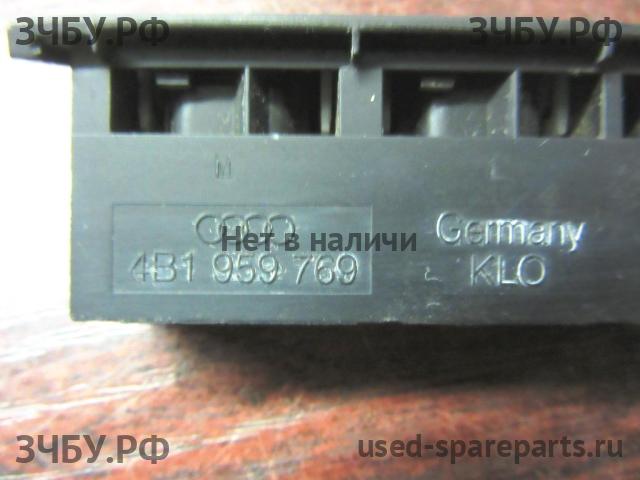 ЗЧБУ.РФ
ЗЧБУ.РФ
M
L
Нет в наличи
Germany
4B1 959 769
KLO
ЗЧБУ.РФ
used-spareparts.ru